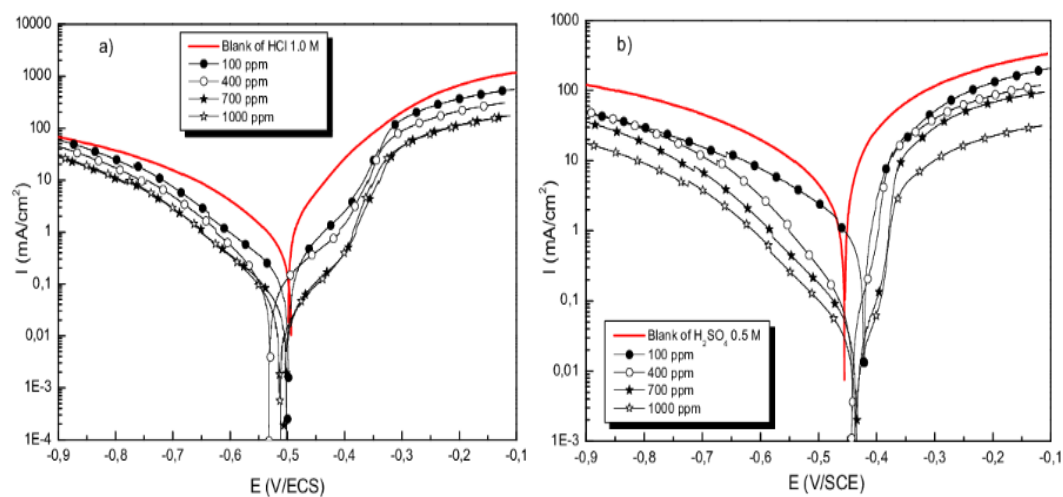 a)
Blank of HCl 1.0 M
100 ppm
400 ppm
700 ppm
1000 ppm
10000
1000
100
10
1
0,1
0,01
1E-3
1E-4
I (mA/cm²)
-0,9 -0,8 -0,7 -0,6 -0,5 -0,4 -0,3 -0,2 -0,1
E (V/ECS)
b)
1000
100
10
1
0,1
0,01
1E-3
I (mA/cm²)
Blank of H₂SO₄ 0.5 M
100 ppm
400 ppm
700 ppm
1000 ppm
-0,9 -0,8 -0,7 -0,6 -0,5 -0,4 -0,3 -0,2 -0,1
E (V/SCE)